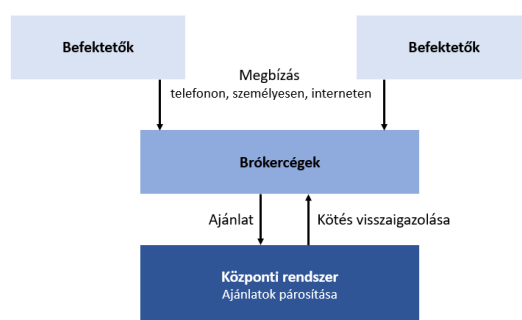 Befektetők
Befektetők
Megbízás
telefonon, személyesen, interneten
Brókercégek
Ajánlat
Kötés visszaigazolása
Központi rendszer
Ajánlatok párosítása